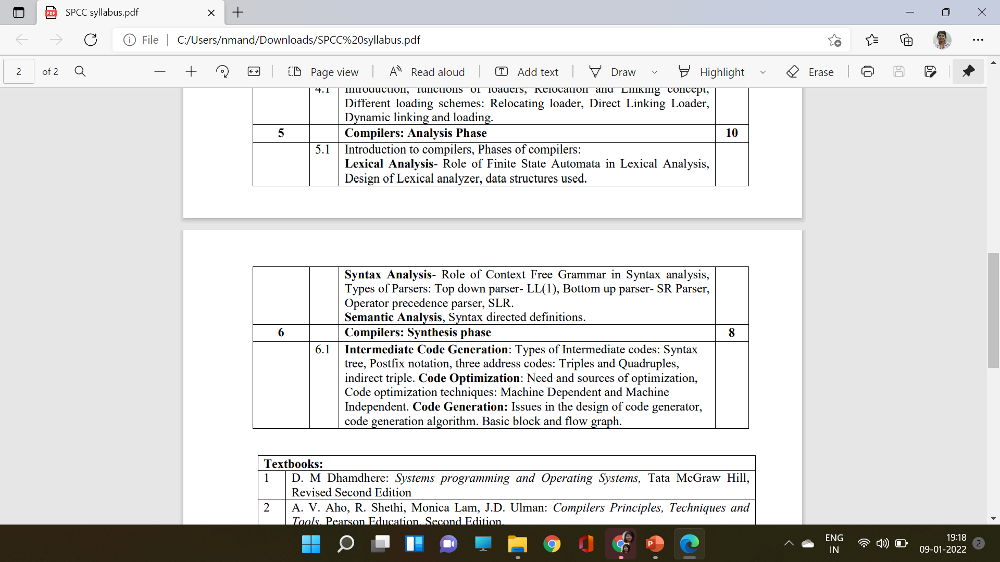 SPCC syllabus.pdf
File
C:/Users/nmand/Downloads/SPCC%20syllabus.pdf
2 of 2
Page view
Read aloud
Add text
Draw
Highlight
Erase
4.1 Introduction, functions of loaders, Relocation and Linking concept,
Different loading schemes: Relocating loader, Direct Linking Loader,
Dynamic linking and loading.
5 Compilers: Analysis Phase 10
5.1 Introduction to compilers, Phases of compilers:
Lexical Analysis- Role of Finite State Automata in Lexical Analysis,
Design of Lexical analyzer, data structures used.
Syntax Analysis- Role of Context Free Grammar in Syntax analysis,
Types of Parsers: Top down parser- LL(1), Bottom up parser- SR Parser,
Operator precedence parser, SLR.
Semantic Analysis, Syntax directed definitions.
6 Compilers: Synthesis phase 8
6.1 Intermediate Code Generation: Types of Intermediate codes: Syntax
tree, Postfix notation, three address codes: Triples and Quadruples,
indirect triple. Code Optimization: Need and sources of optimization,
Code optimization techniques: Machine Dependent and Machine
Independent. Code Generation: Issues in the design of code generator,
code generation algorithm. Basic block and flow graph.
Textbooks:
1 D. M Dhamdhere: Systems programming and Operating Systems, Tata McGraw Hill,
Revised Second Edition
2 A. V. Aho, R. Shethi, Monica Lam, J.D. Ulman: Compilers Principles, Techniques and
Tools, Pearson Education, Second Edition.
ENG
IN
19:18
09-01-2022
2